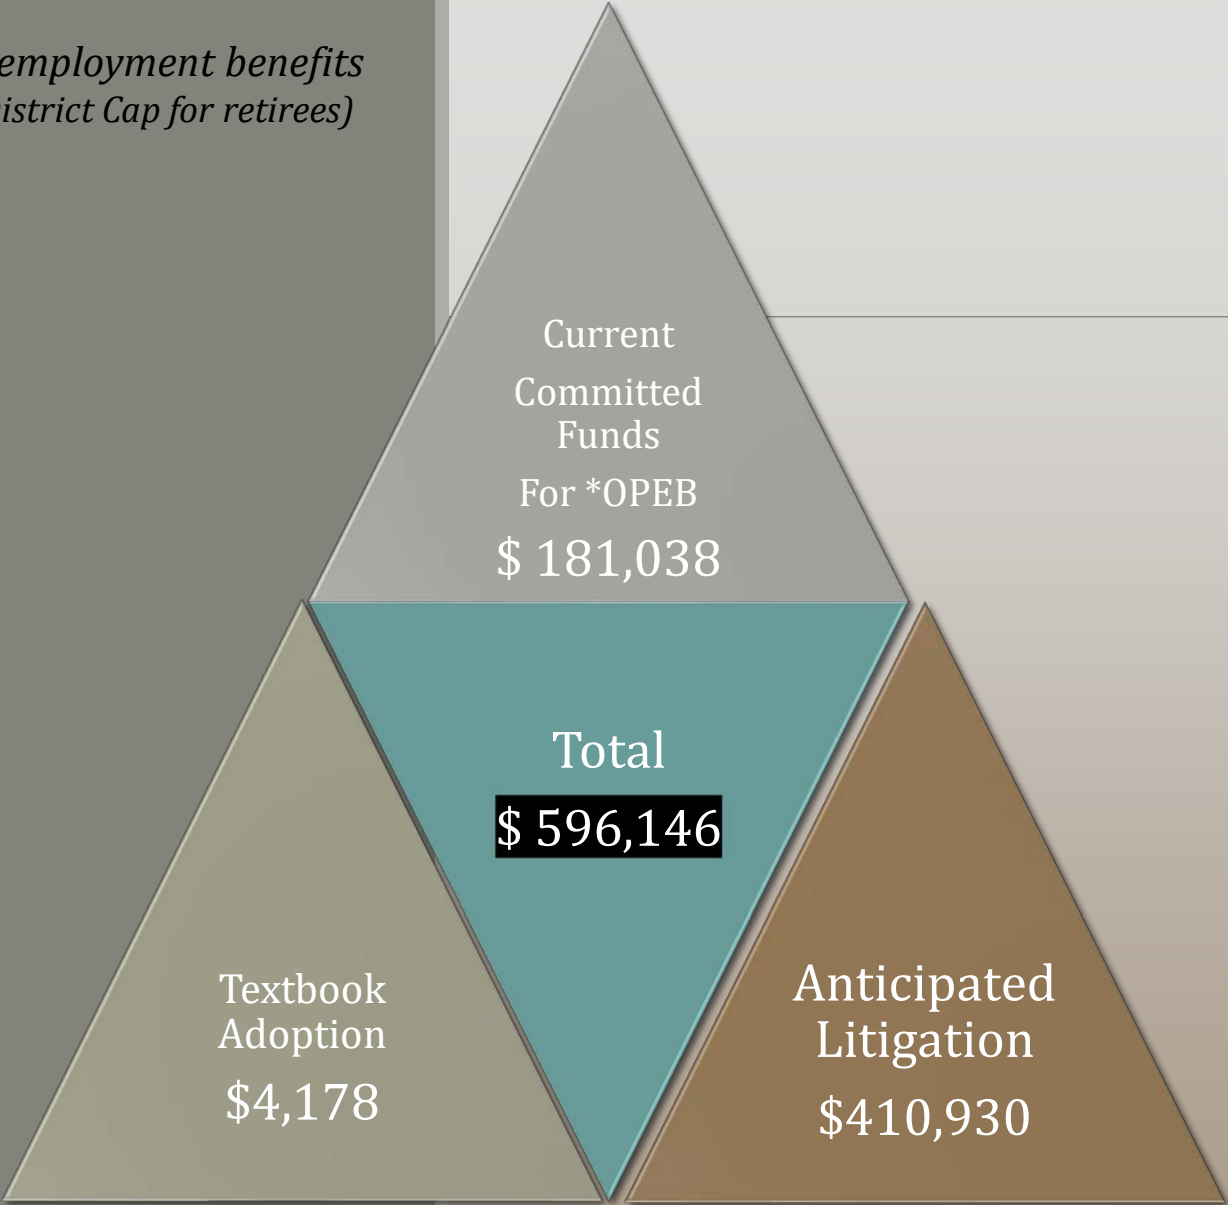 employment benefits
istrict Cap for retirees)
Current
Committed
Funds
For *OPEB
$ 181,038
Total
$ 596,146
Textbook
Adoption
$4,178
Anticipated
Litigation
$410,930